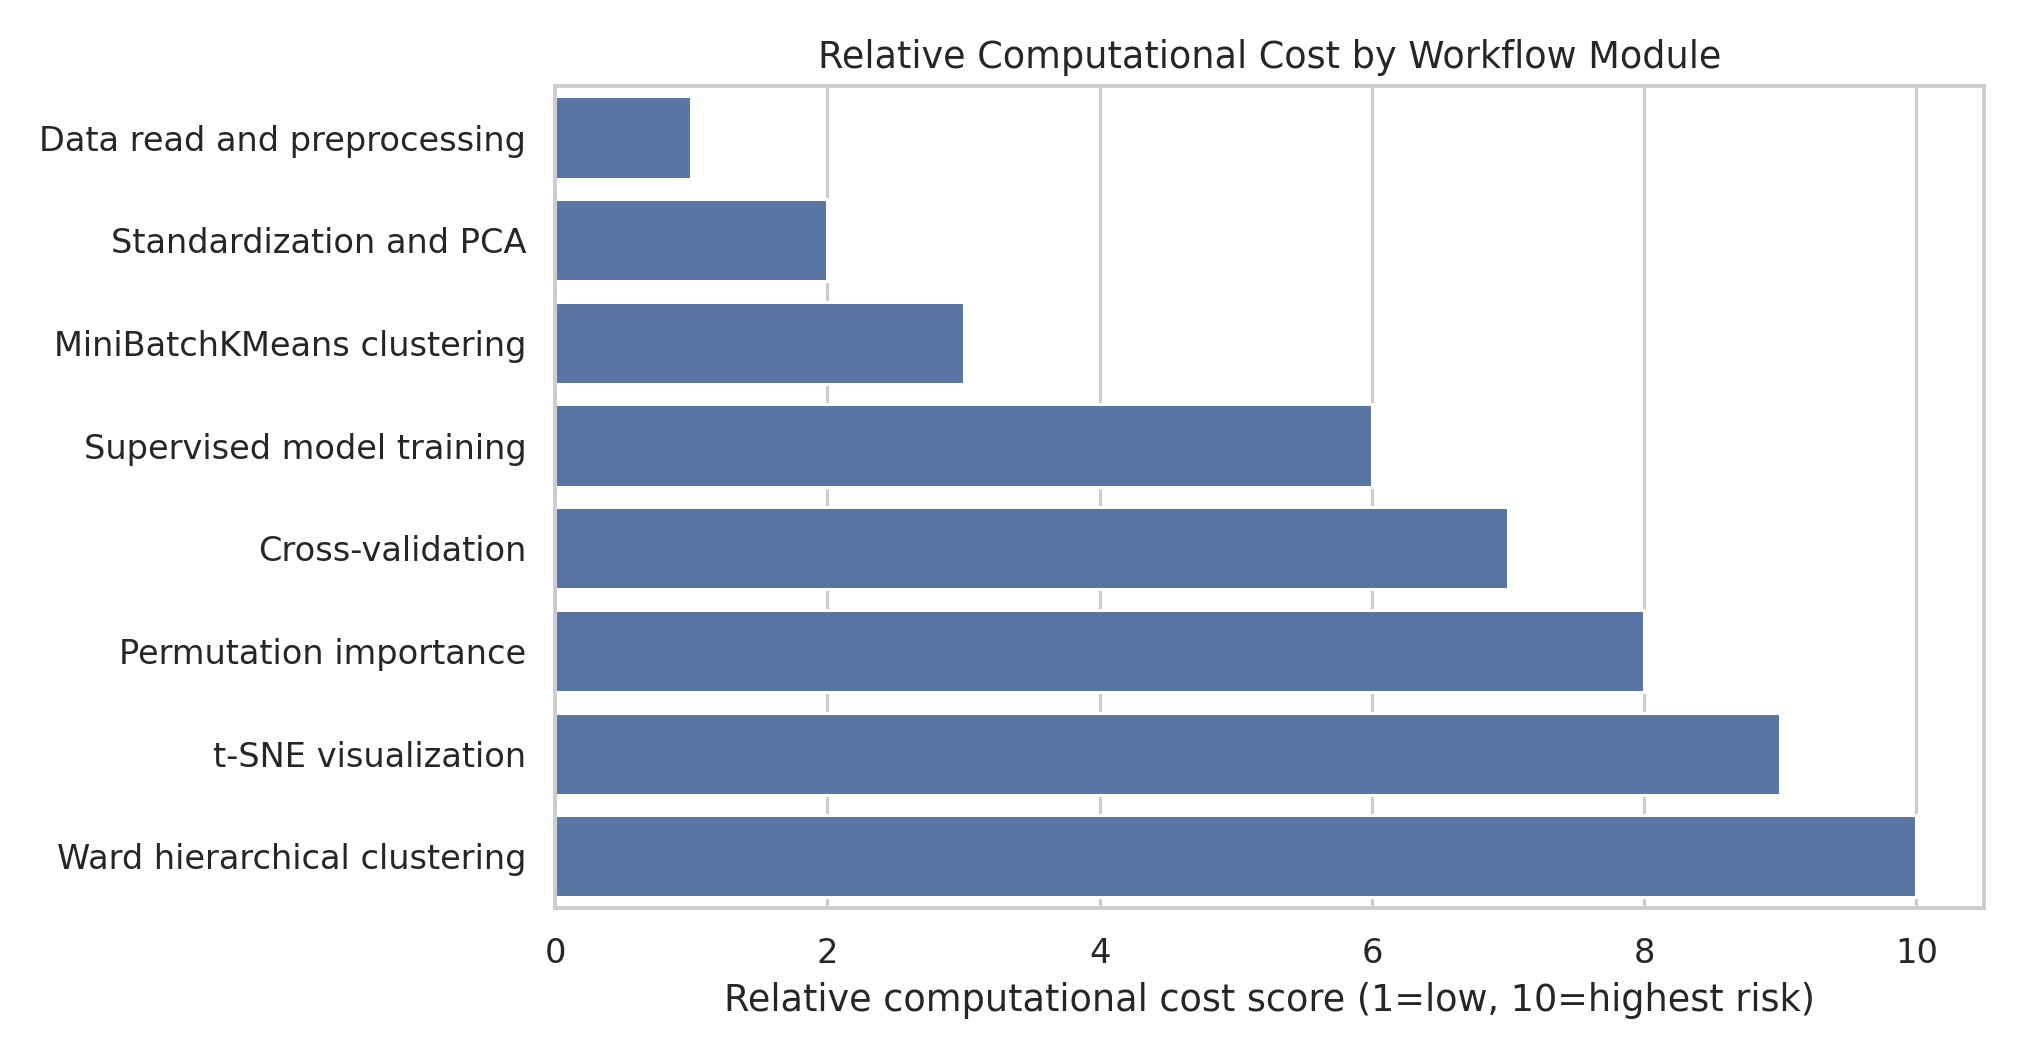 Relative Computational Cost by Workflow Module
Data read and preprocessing
Standardization and PCA
MiniBatchKMeans clustering
Supervised model training
Cross-validation
Permutation importance
t-SNE visualization
Ward hierarchical clustering
0 2 4 6 8 10
Relative computational cost score (1=low, 10=highest risk)